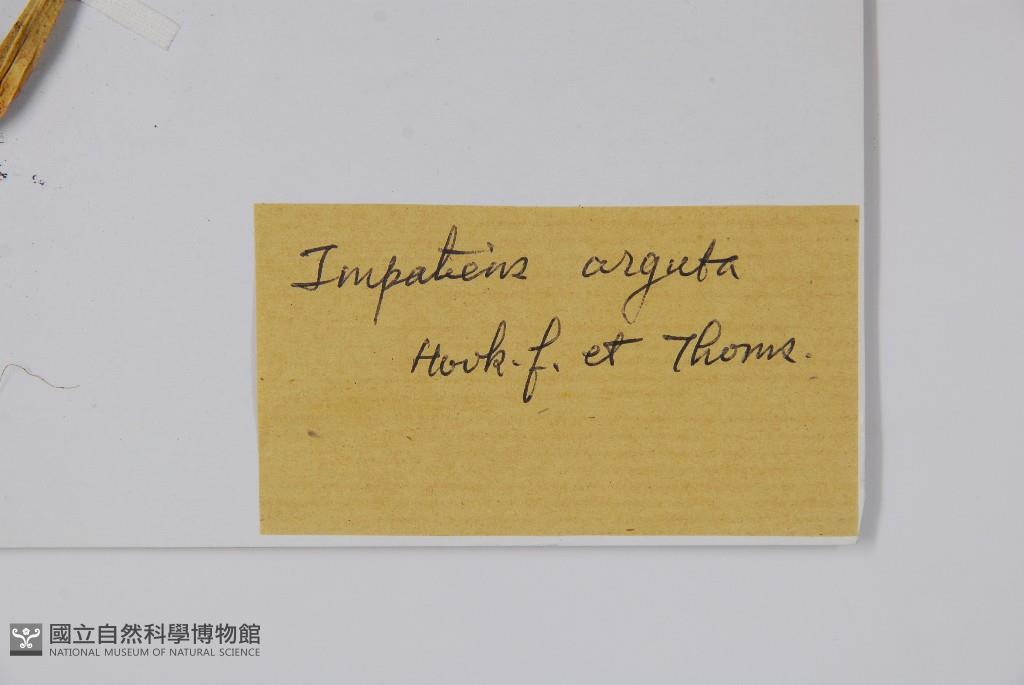 Impatiens arguta
Hook. f. et Thoms.
國立自然科學博物館
NATIONAL MUSEUM OF NATURAL SCIENCE